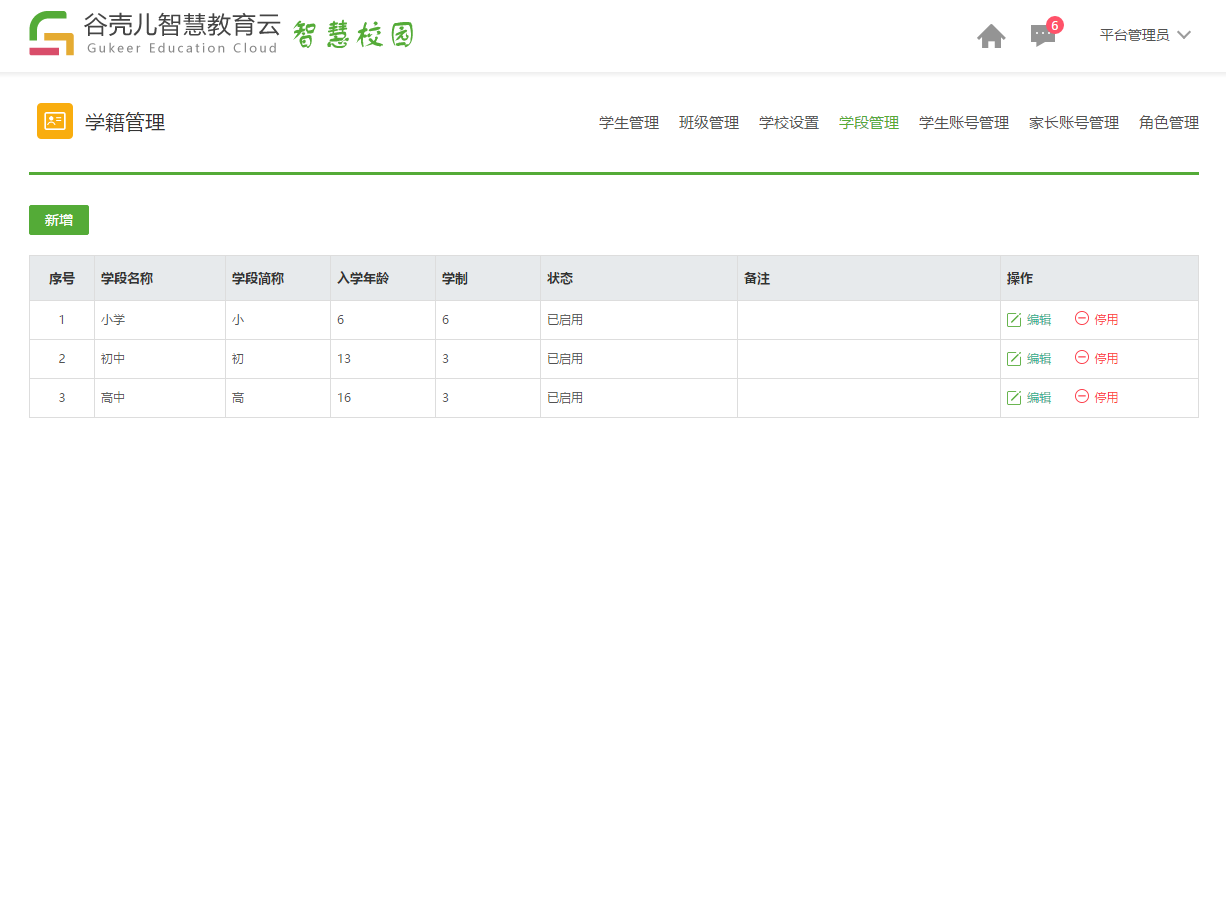 谷壳儿智慧教育云 智慧校园
Gukeer Education Cloud
6
平台管理员
学籍管理
学生管理 班级管理 学校设置 学段管理 学生账号管理 家长账号管理 角色管理
新增
序号 学段名称 学段简称 入学年龄 学制 状态 备注 操作
1 小学 小 6 6 已启用 编辑 停用
2 初中 初 13 3 已启用 编辑 停用
3 高中 高 16 3 已启用 编辑 停用